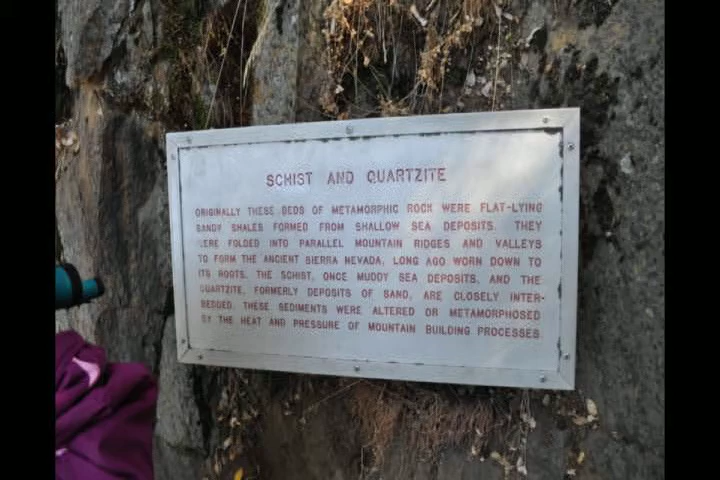 SCHIST AND QUARTZITE
ORIGINALLY THESE BEDS OF METAMORPHIC ROCK WERE FLAT-LYING
SANDY SHALES FORMED FROM SHALLOW SEA DEPOSITS. THEY
WERE FOLDED INTO PARALLEL MOUNTAIN RIDGES AND VALLEYS
TO FORM THE ANCIENT SIERRA NEVADA, LONG AGO WORN DOWN TO
ITS ROOTS. THE SCHIST, ONCE MUDDY SEA DEPOSITS, AND THE
QUARTZITE, FORMERLY DEPOSITS OF SAND, ARE CLOSELY INTER-
BEDDED. THESE SEDIMENTS WERE ALTERED OR METAMORPHOSED
BY THE HEAT AND PRESSURE OF MOUNTAIN BUILDING PROCESSES